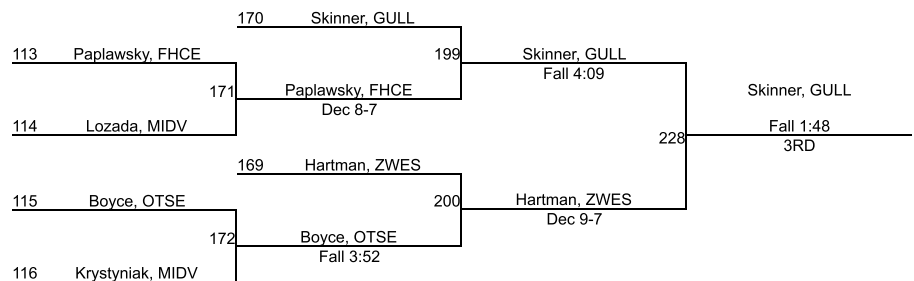 170 Skinner, GULL
113 Paplawsky, FHCE
199
Skinner, GULL
Fall 4:09
171
Paplawsky, FHCE
Dec 8-7
Skinner, GULL
114 Lozada, MIDV
Fall 1:48
228
3RD
169 Hartman, ZWES
115 Boyce, OTSE
200
Hartman, ZWES
Dec 9-7
172
Boyce, OTSE
Fall 3:52
116 Krystyniak, MIDV